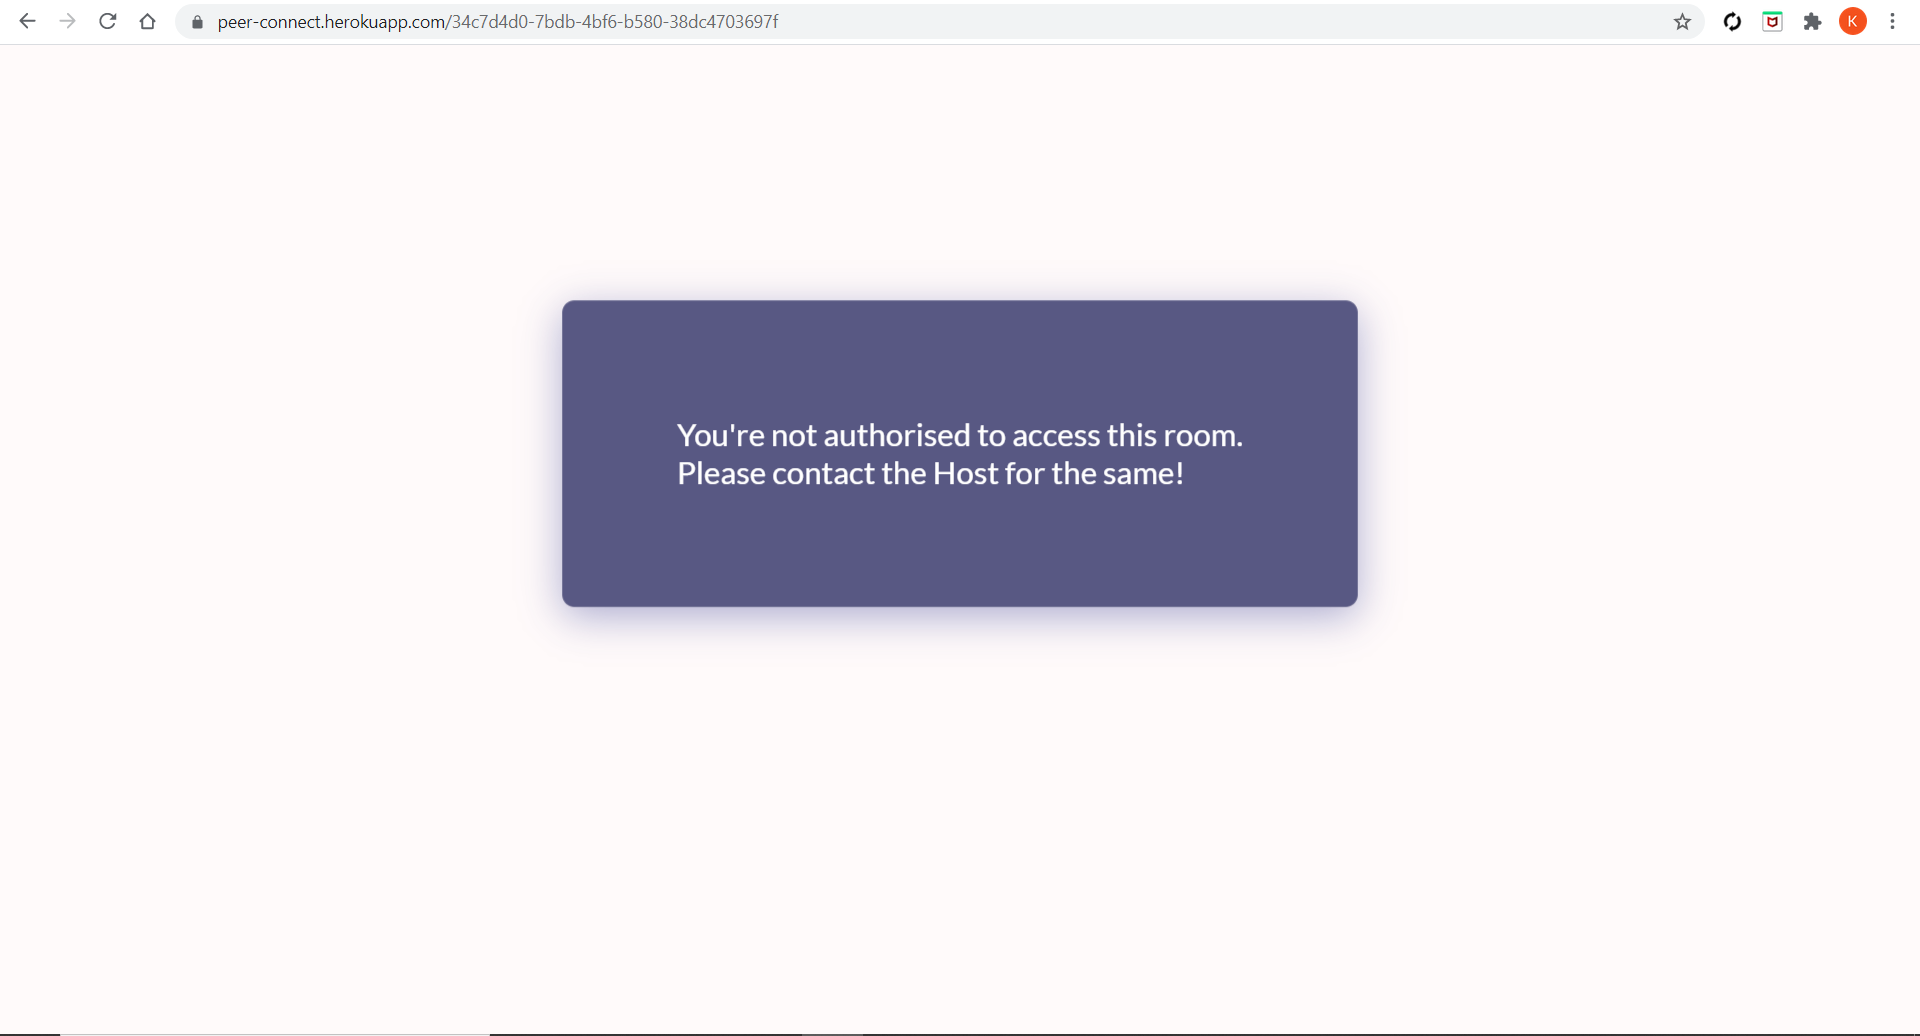 peer-connect.herokuapp.com/34c7d4d0-7bdb-4bf6-b580-38dc4703697f
K
You're not authorised to access this room.
Please contact the Host for the same!